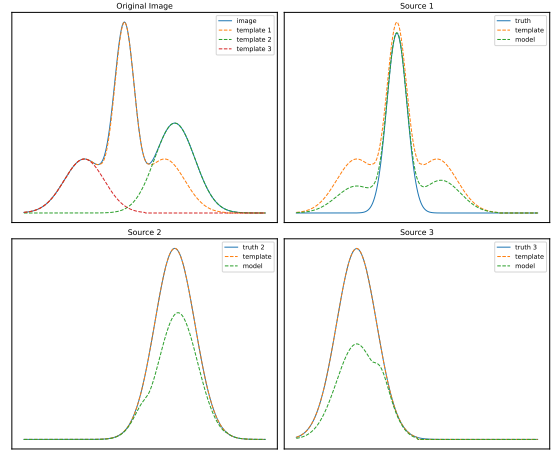 Original Image
image
template 1
template 2
template 3
Source 1
truth
template
model
Source 2
truth 2
template
model
Source 3
truth 3
template
model